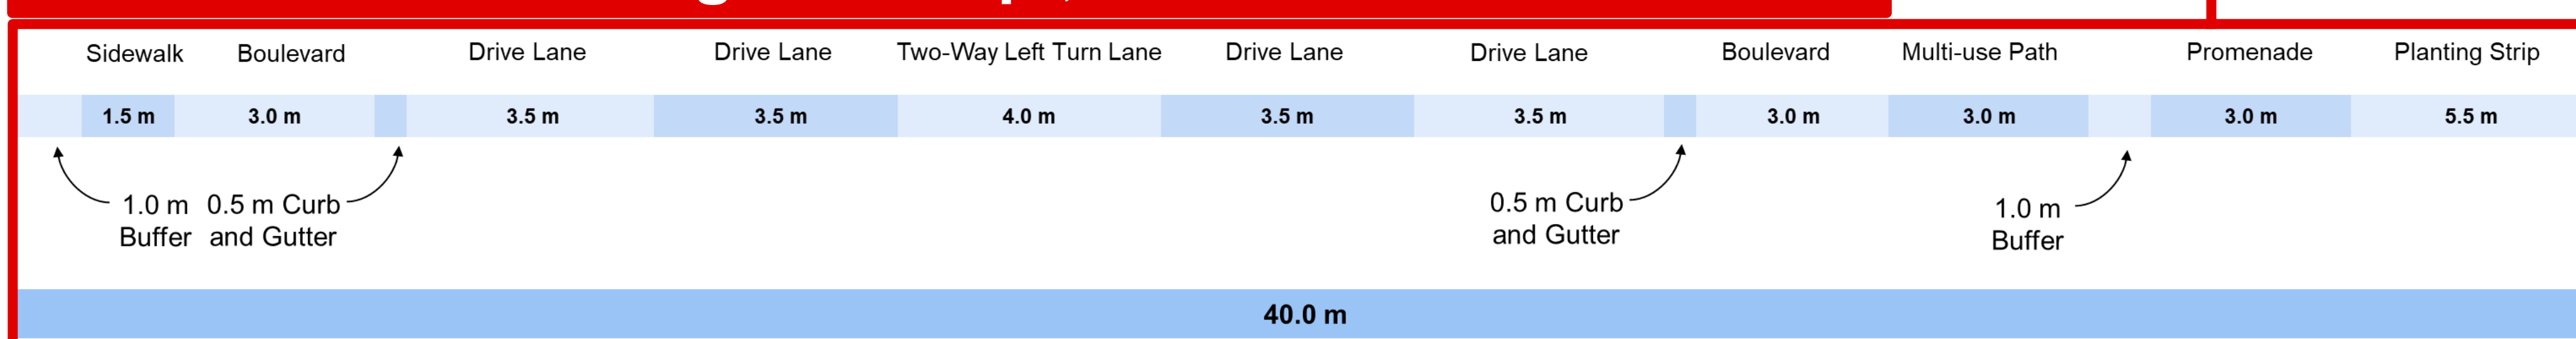 Sidewalk Boulevard Drive Lane Drive Lane Two-Way Left Turn Lane Drive Lane Drive Lane Boulevard Multi-use Path Promenade Planting Strip
1.5 m 3.0 m 3.5 m 3.5 m 4.0 m 3.5 m 3.5 m 3.0 m 3.0 m 3.0 m 5.5 m
1.0 m
Buffer
0.5 m Curb
and Gutter
0.5 m Curb
and Gutter
1.0 m
Buffer
40.0 m